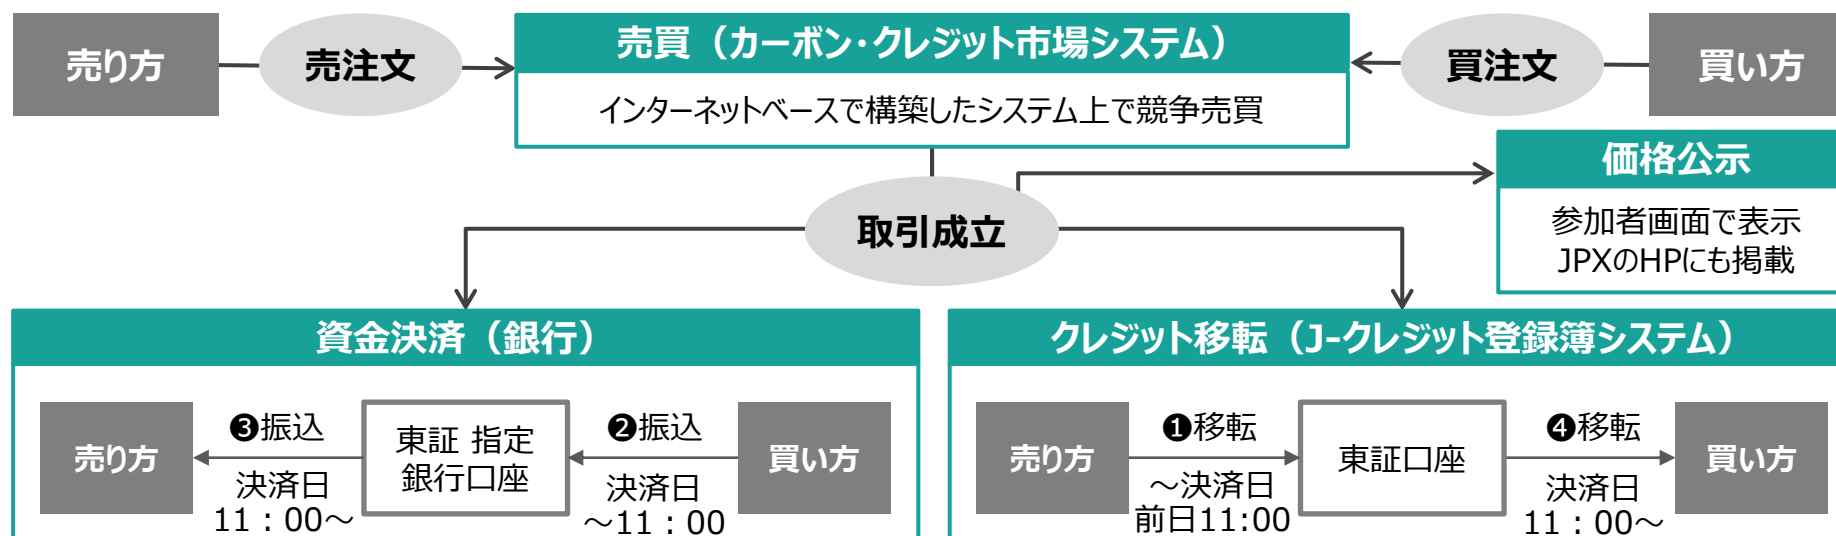 売り方
売注文
売買（カーボン・クレジット市場システム）
インターネットベースで構築したシステム上で競争売買
買注文
買い方
取引成立
価格公示
参加者画面で表示
JPXのHPにも掲載
資金決済（銀行）
売り方
❸振込
決済日
11：00～
東証 指定
銀行口座
❷振込
決済日
～11：00
買い方
クレジット移転（J-クレジット登録簿システム）
売り方
❶移転
～決済日
前日11:00
東証口座
❹移転
決済日
11：00～
買い方